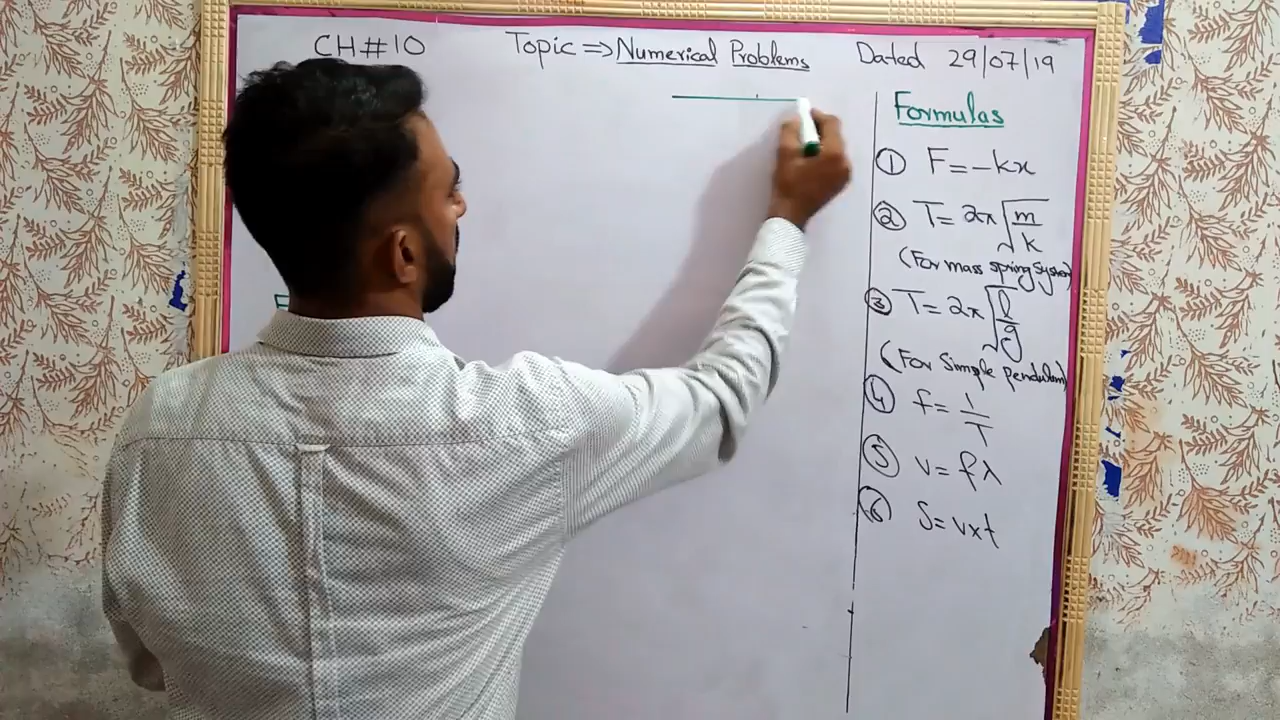 CH#10 Topic ⇒ Numerical Problems Dated 29/07/19
Formulas
① F=-kx
② T=2π√m/k
(For mass spring system)
③ T=2π√l/g
(For Simple pendulum)
④ f=1/T
⑤ v=fλ
⑥ S=vxt